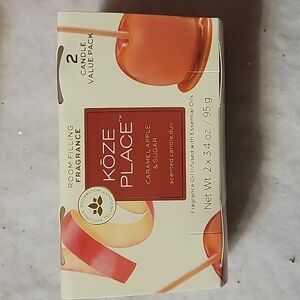 2
CANDLE
VALUE PACK
ROOM FILLING
FRAGRANCE
KŌZE
PLACE™
CARAMEL APPLE
& SUGAR
scented candle duo
Fragrance Oil Infused with Essential Oils
Net Wt. 2 x 3.4 oz. / 95 g